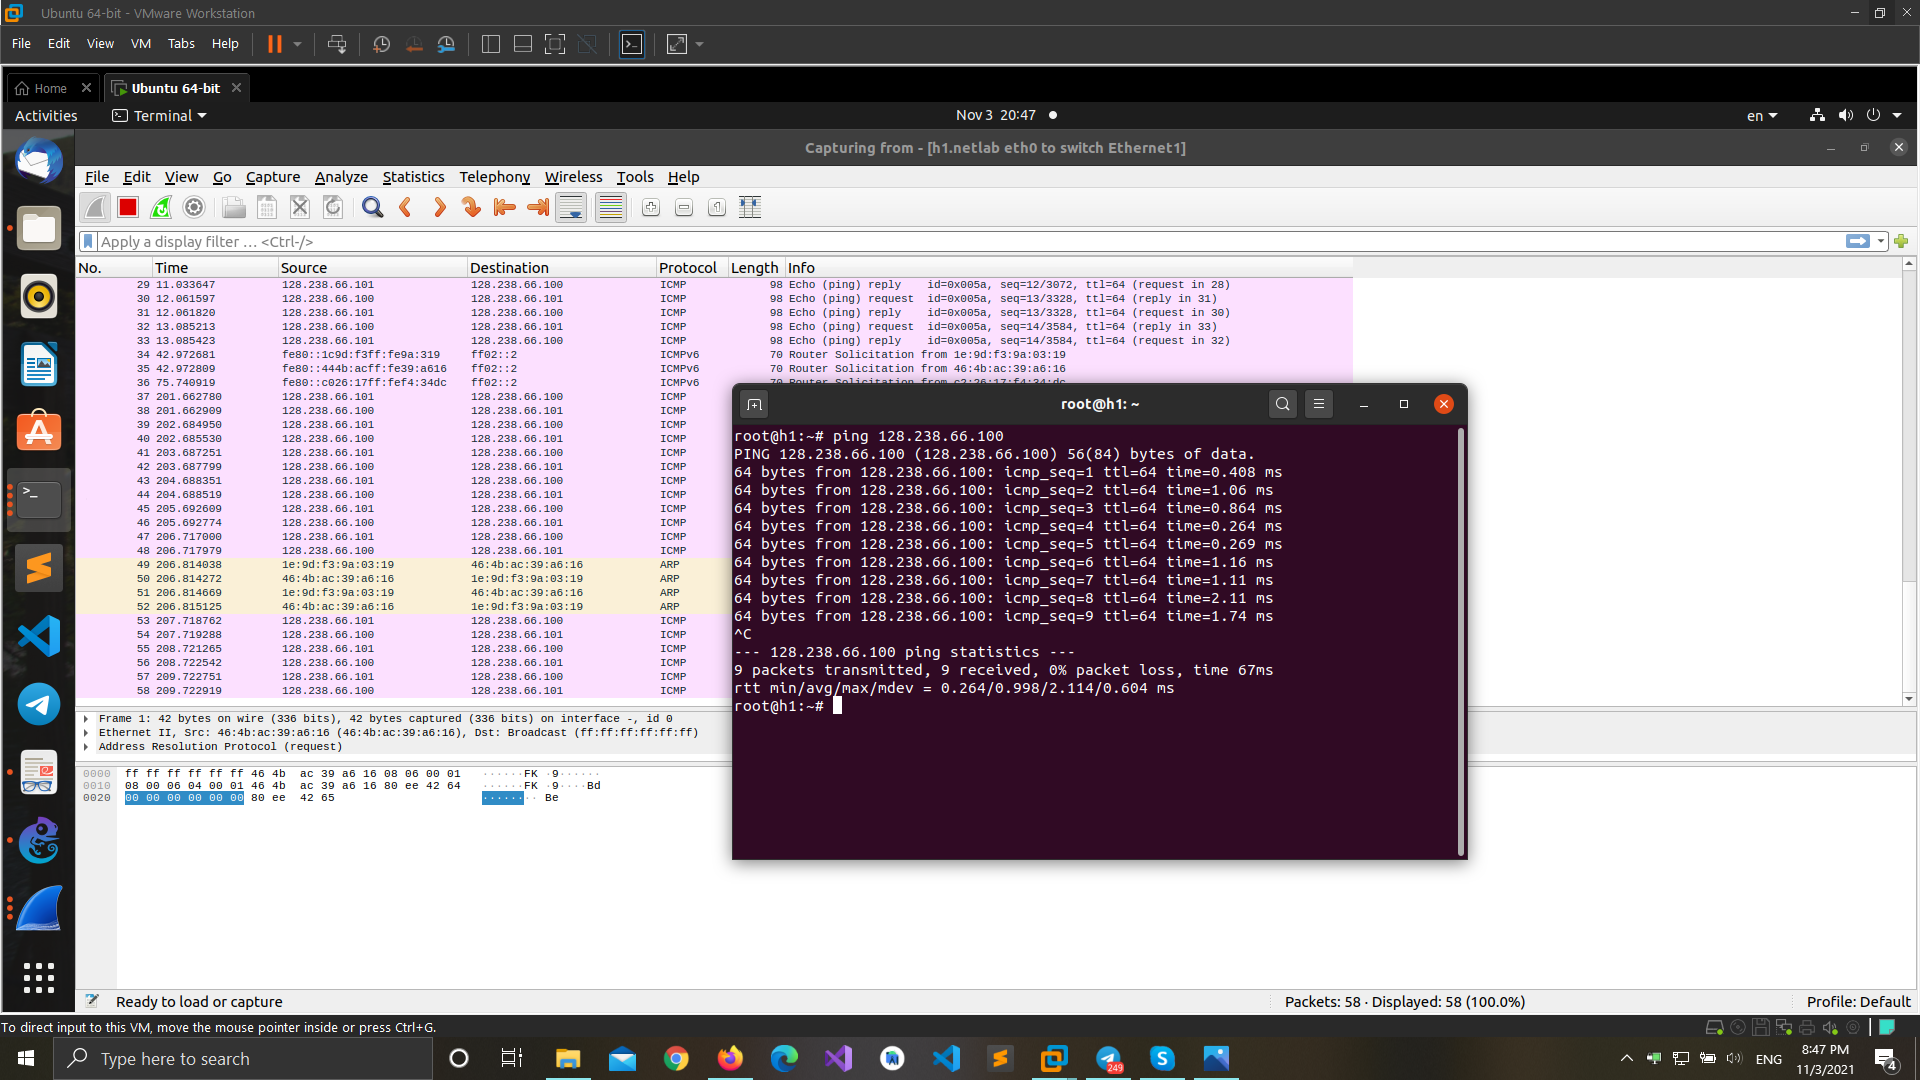 Ubuntu 64-bit - VMware Workstation
File Edit View VM Tabs Help
Home
Ubuntu 64-bit
Activities
Terminal
Nov 3 20:47
en
Capturing from - [h1.netlab eth0 to switch Ethernet1]
File Edit View Go Capture Analyze Statistics Telephony Wireless Tools Help
Apply a display filter … <Ctrl-/>
No. Time Source Destination Protocol Length Info
29 11.033647 128.238.66.101 128.238.66.100 ICMP 98 Echo (ping) reply id=0x005a, seq=12/3072, ttl=64 (request in 28)
30 12.061597 128.238.66.100 128.238.66.101 ICMP 98 Echo (ping) request id=0x005a, seq=13/3328, ttl=64 (reply in 31)
31 12.061820 128.238.66.101 128.238.66.100 ICMP 98 Echo (ping) reply id=0x005a, seq=13/3328, ttl=64 (request in 30)
32 13.085213 128.238.66.100 128.238.66.101 ICMP 98 Echo (ping) request id=0x005a, seq=14/3584, ttl=64 (reply in 33)
33 13.085423 128.238.66.101 128.238.66.100 ICMP 98 Echo (ping) reply id=0x005a, seq=14/3584, ttl=64 (request in 32)
34 42.972681 fe80::1c9d:f3ff:fe9a:319 ff02::2 ICMPv6 70 Router Solicitation from 1e:9d:f3:9a:03:19
35 42.972809 fe80::444b:acff:fe39:a616 ff02::2 ICMPv6 70 Router Solicitation from 46:4b:ac:39:a6:16
36 75.740919 fe80::c026:17ff:fef4:34dc ff02::2 ICMPv6 70 Router Solicitation from c2:26:17:f4:34:dc
37 201.662780 128.238.66.101 128.238.66.100 ICMP
38 201.662909 128.238.66.100 128.238.66.101 ICMP
39 202.684950 128.238.66.101 128.238.66.100 ICMP
40 202.685530 128.238.66.100 128.238.66.101 ICMP
41 203.687251 128.238.66.101 128.238.66.100 ICMP
42 203.687799 128.238.66.100 128.238.66.101 ICMP
43 204.688351 128.238.66.101 128.238.66.100 ICMP
44 204.688519 128.238.66.100 128.238.66.101 ICMP
45 205.692609 128.238.66.101 128.238.66.100 ICMP
46 205.692774 128.238.66.100 128.238.66.101 ICMP
47 206.717000 128.238.66.101 128.238.66.100 ICMP
48 206.717979 128.238.66.100 128.238.66.101 ICMP
49 206.814038 1e:9d:f3:9a:03:19 46:4b:ac:39:a6:16 ARP
50 206.814272 46:4b:ac:39:a6:16 1e:9d:f3:9a:03:19 ARP
51 206.814669 1e:9d:f3:9a:03:19 46:4b:ac:39:a6:16 ARP
52 206.815125 46:4b:ac:39:a6:16 1e:9d:f3:9a:03:19 ARP
53 207.718762 128.238.66.101 128.238.66.100 ICMP
54 207.719288 128.238.66.100 128.238.66.101 ICMP
55 208.721265 128.238.66.101 128.238.66.100 ICMP
56 208.722542 128.238.66.100 128.238.66.101 ICMP
57 209.722751 128.238.66.101 128.238.66.100 ICMP
58 209.722919 128.238.66.100 128.238.66.101 ICMP
root@h1: ~
root@h1:~# ping 128.238.66.100
PING 128.238.66.100 (128.238.66.100) 56(84) bytes of data.
64 bytes from 128.238.66.100: icmp_seq=1 ttl=64 time=0.408 ms
64 bytes from 128.238.66.100: icmp_seq=2 ttl=64 time=1.06 ms
64 bytes from 128.238.66.100: icmp_seq=3 ttl=64 time=0.864 ms
64 bytes from 128.238.66.100: icmp_seq=4 ttl=64 time=0.264 ms
64 bytes from 128.238.66.100: icmp_seq=5 ttl=64 time=0.269 ms
64 bytes from 128.238.66.100: icmp_seq=6 ttl=64 time=1.16 ms
64 bytes from 128.238.66.100: icmp_seq=7 ttl=64 time=1.11 ms
64 bytes from 128.238.66.100: icmp_seq=8 ttl=64 time=2.11 ms
64 bytes from 128.238.66.100: icmp_seq=9 ttl=64 time=1.74 ms
^C
--- 128.238.66.100 ping statistics ---
9 packets transmitted, 9 received, 0% packet loss, time 67ms
rtt min/avg/max/mdev = 0.264/0.998/2.114/0.604 ms
root@h1:~#
Frame 1: 42 bytes on wire (336 bits), 42 bytes captured (336 bits) on interface -, id 0
Ethernet II, Src: 46:4b:ac:39:a6:16 (46:4b:ac:39:a6:16), Dst: Broadcast (ff:ff:ff:ff:ff:ff)
Address Resolution Protocol (request)
0000 ff ff ff ff ff ff 46 4b ac 39 a6 16 08 06 00 01 ······FK ·9······
0010 08 00 06 04 00 01 46 4b ac 39 a6 16 80 ee 42 64 ······FK ·9····Bd
0020 00 00 00 00 00 00 80 ee 42 65 ········ Be
Ready to load or capture
Packets: 58 · Displayed: 58 (100.0%)
Profile: Default
To direct input to this VM, move the mouse pointer inside or press Ctrl+G.
Type here to search
249
ENG
8:47 PM
11/3/2021
4